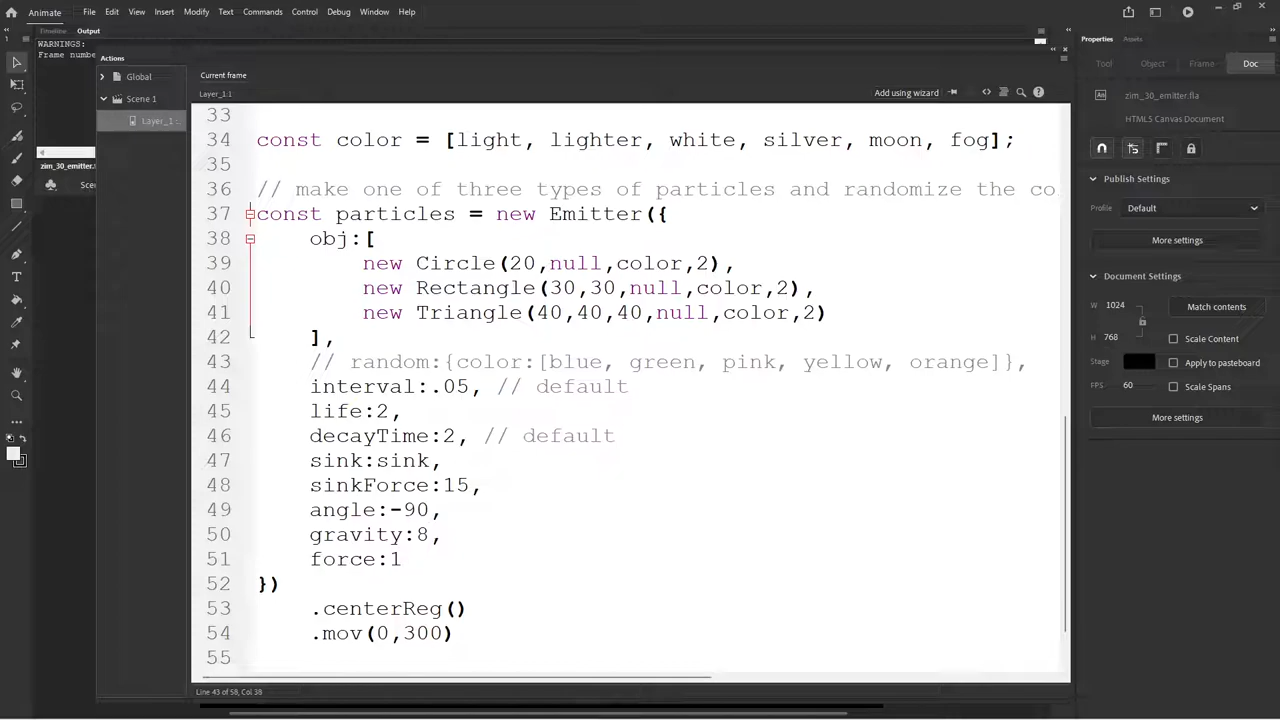 Animate File Edit View Insert Modify Text Commands Control Debug Window Help
Timeline Output
WARNINGS:
Frame numbe
Actions
Global
Scene 1
Layer_1:
zim_30_emitter.f
Sce
Current frame
Layer_1:1
Add using wizard
33
34 const color = [light, lighter, white, silver, moon, fog];
35
36 // make one of three types of particles and randomize the co
37 const particles = new Emitter({
38 obj:[
39 new Circle(20,null,color,2),
40 new Rectangle(30,30,null,color,2),
41 new Triangle(40,40,40,null,color,2)
42 ],
43 // random:{color:[blue, green, pink, yellow, orange]},
44 interval:.05, // default
45 life:2,
46 decayTime:2, // default
47 sink:sink,
48 sinkForce:15,
49 angle:-90,
50 gravity:8,
51 force:1
52 })
53 .centerReg()
54 .mov(0,300)
55
Line 43 of 58, Col 38
Properties Assets
Tool Object Frame Doc
An zim_30_emitter.fla
HTML5 Canvas Document
Publish Settings
Profile Default
More settings
Document Settings
W 1024 Match contents
H 768 Scale Content
Stage Apply to pasteboard
FPS 60 Scale Spans
More settings